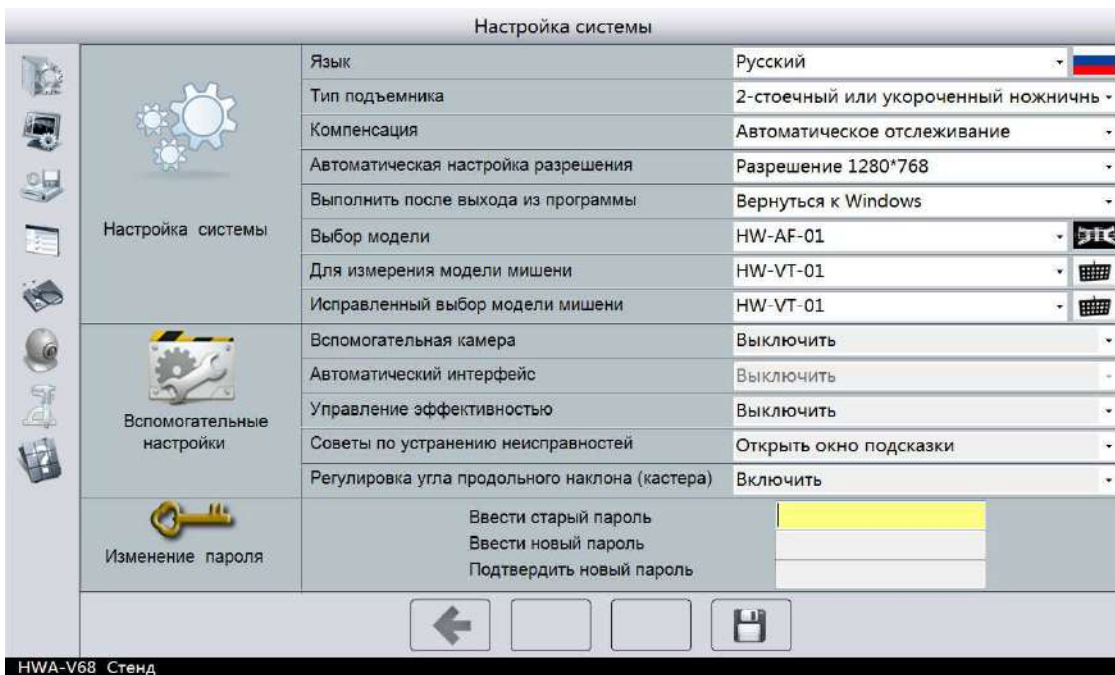 Настройка системы
Язык Русский
Тип подъемника 2-стоечный или укороченный ножничнь
Компенсация Автоматическое отслеживание
Автоматическая настройка разрешения Разрешение 1280*768
Выполнить после выхода из программы Вернуться к Windows
Настройка системы
Выбор модели HW-AF-01
Для измерения модели мишени HW-VT-01
Исправленный выбор модели мишени HW-VT-01
Вспомогательная камера Выключить
Автоматический интерфейс Выключить
Управление эффективностью Выключить
Вспомогательные
настройки
Советы по устранению неисправностей Открыть окно подсказки
Регулировка угла продольного наклона (кастера) Включить
Ввести старый пароль
Ввести новый пароль
Изменение пароля
Подтвердить новый пароль
HWA-V68 Стенд